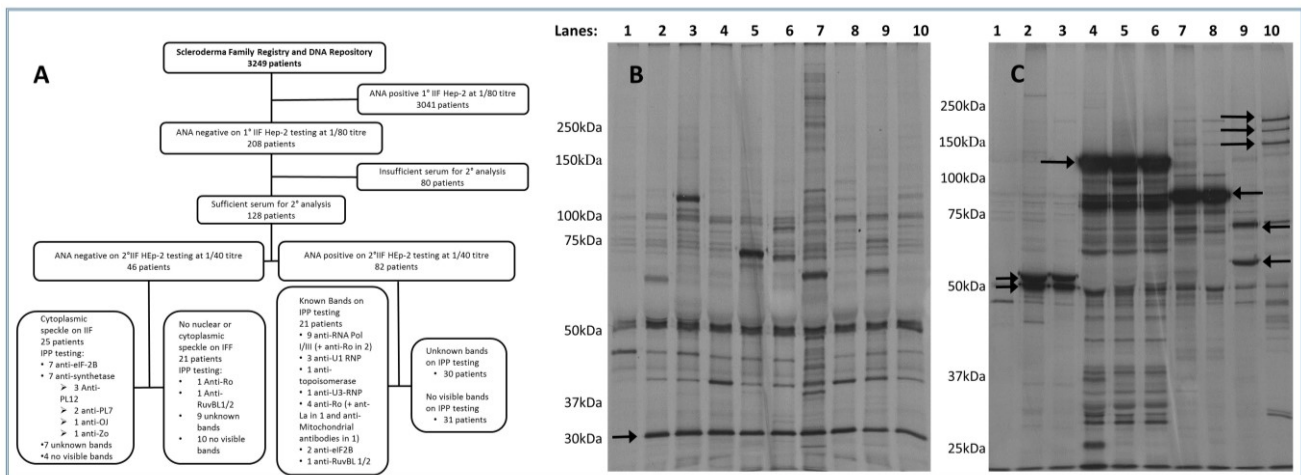 A
Scleroderma Family Registry and DNA Repository
3249 patients
ANA positive 1° IIF Hep-2 at 1/80 titre
3041 patients
ANA negative on 1° IIF Hep-2 testing at 1/80 titre
208 patients
Insufficient serum for 2° analysis
80 patients
Sufficient serum for 2° analysis
128 patients
ANA negative on 2°IIF HEp-2 testing at 1/40 titre
46 patients
ANA positive on 2°IIF HEp-2 testing at 1/40 titre
82 patients
Cytoplasmic
speckle on IIF
25 patients
IPP testing:
• 7 anti-eIF-2B
• 7 anti-synthetase
➢ 3 Anti-
PL12
➢ 2 anti-PL7
➢ 1 anti-OJ
➢ 1 anti-Zo
•7 unknown bands
•4 no visible bands
No nuclear or
cytoplasmic
speckle on IFF
21 patients
IPP testing:
• 1 Anti-Ro
• 1 Anti-
RuvBL1/2
• 9 unknown
bands
• 10 no visible
bands
Known Bands on
IPP testing
21 patients
• 9 anti-RNA Pol
I/III (+ anti-Ro in 2)
• 3 anti-U1 RNP
• 1 anti-
topoisomerase
• 1 anti-U3-RNP
• 4 anti-Ro (+ ant-
La in 1 and anti-
Mitochondrial
antibodies in 1)
• 2 anti-eIF2B
• 1 anti-RuvBL 1/2
Unknown bands
on IPP testing
• 30 patients
No visible bands
on IPP testing
• 31 patients
Lanes: 1 2 3 4 5 6 7 8 9 10
B
250kDa
150kDa
100kDa
75kDa
50kDa
37kDa
30kDa
1 2 3 4 5 6 7 8 9 10
C
250kDa
150kDa
100kDa
75kDa
50kDa
37kDa
25kDa